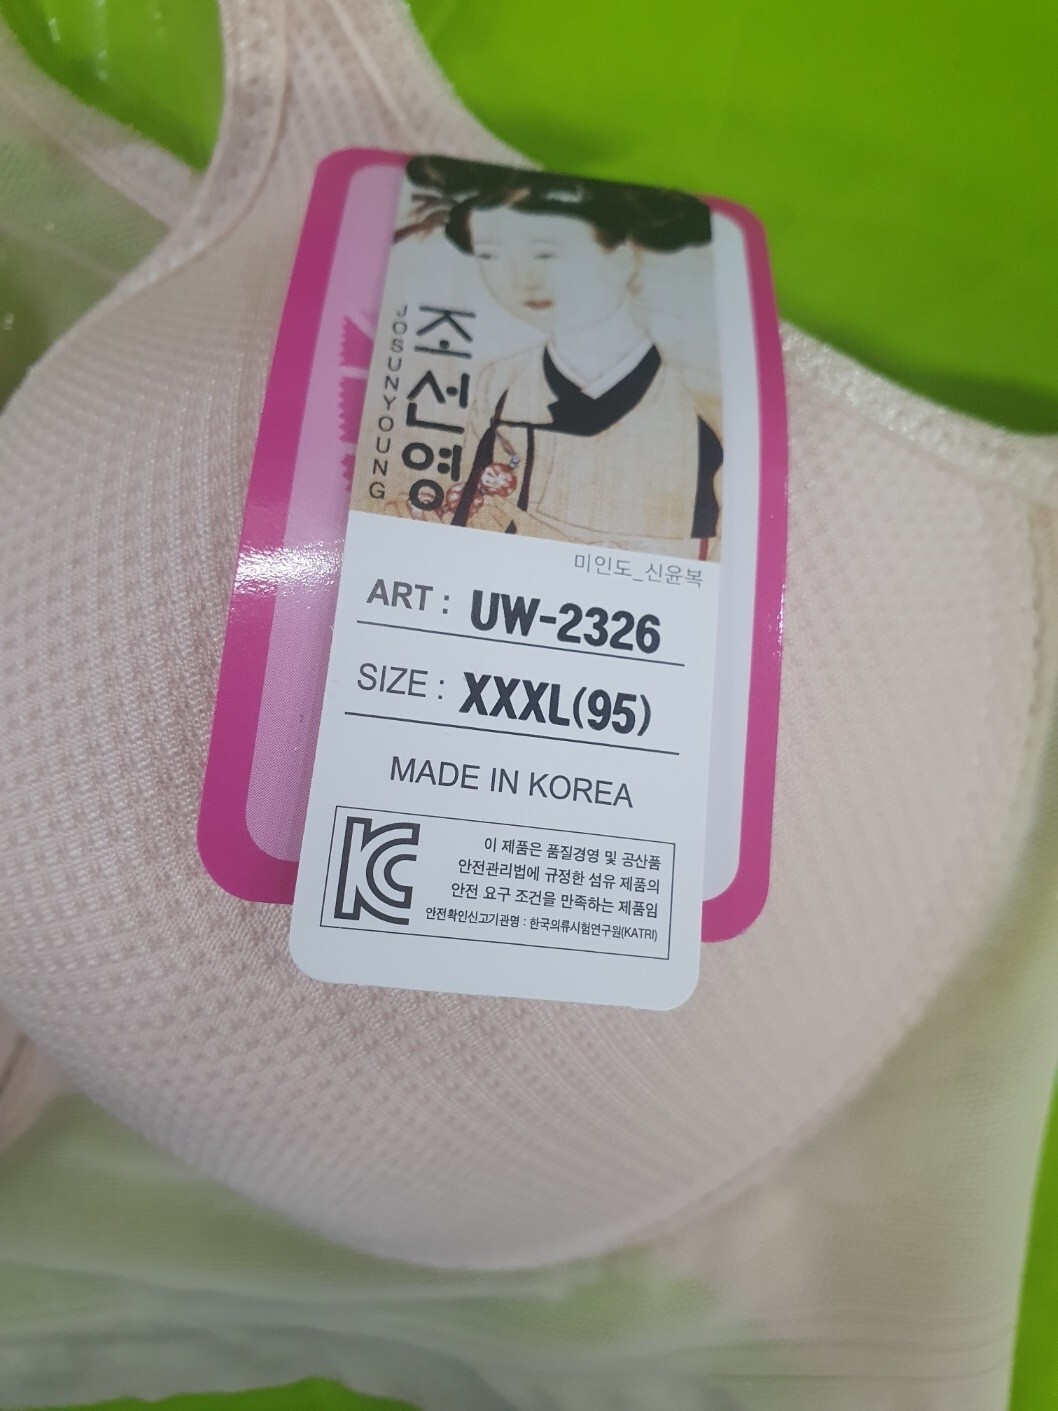 조선영
JOSUNYOUNG
미인도_신윤복
ART : UW-2326
SIZE : XXXL(95)
MADE IN KOREA
이 제품은 품질경영 및 공산품
안전관리법에 규정한 섬유 제품의
안전 요구 조건을 만족하는 제품임
안전확인신고기관명 : 한국의류시험연구원(KATRI)